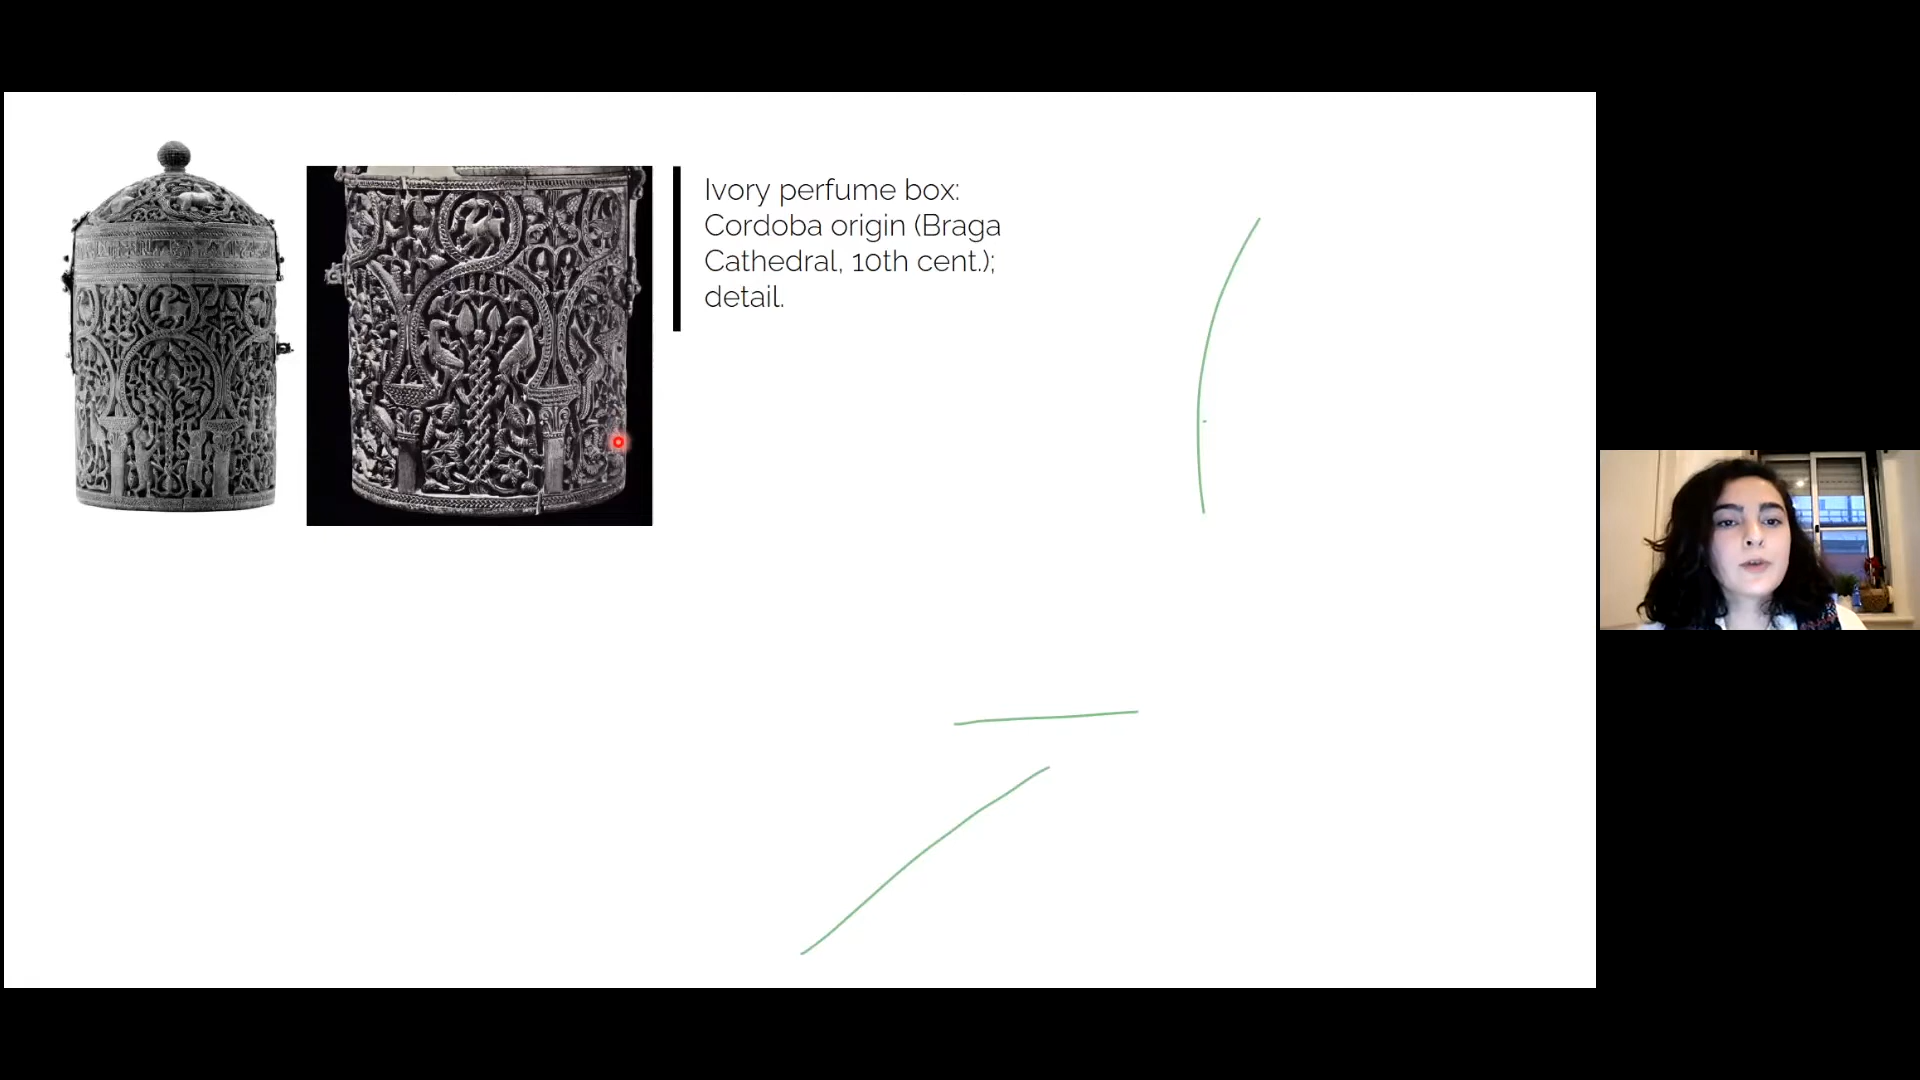 Ivory perfume box:
Cordoba origin (Braga
Cathedral, 10th cent.);
detail.